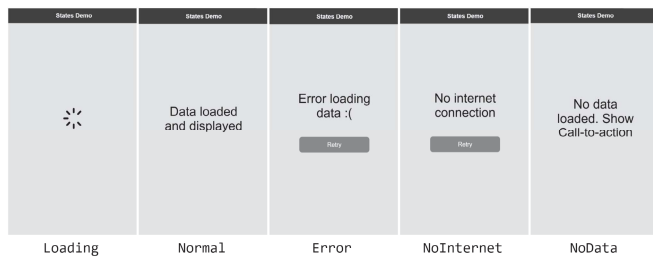 States Demo
States Demo
States Demo
States Demo
States Demo
Data loaded
and displayed
Error loading
data :(
Retry
No internet
connection
Retry
No data
loaded. Show
Call-to-action
Loading
Normal
Error
NoInternet
NoData